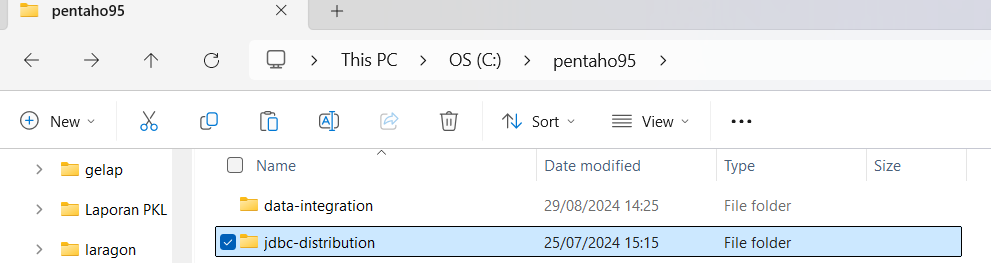 pentaho95
This PC > OS (C:) > pentaho95 >
New Sort View
Name Date modified Type Size
gelap
data-integration 29/08/2024 14:25 File folder
Laporan PKL
jdbc-distribution 25/07/2024 15:15 File folder
laragon